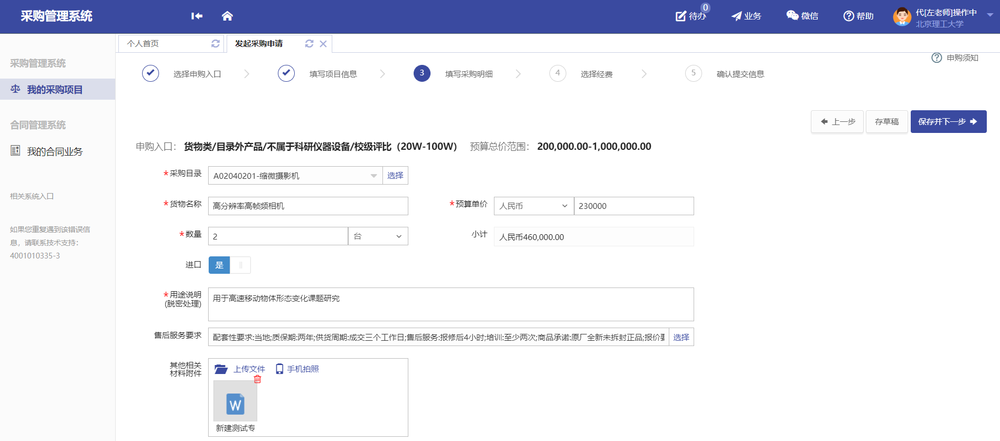 采购管理系统
待办
0
业务
微信
帮助
代[左老师]操作中
北京理工大学
采购管理系统
我的采购项目
合同管理系统
我的合同业务
相关系统入口
如果您重复遇到该错误信
息，请联系技术支持：
4001010335-3
个人首页
发起采购申请
申购须知
选择申购入口
填写项目信息
3 填写采购明细
4 选择经费
5 确认提交信息
上一步
存草稿
保存并下一步
申购入口： 货物类/目录外产品/不属于科研仪器设备/校级评比（20W-100W） 预算总价范围： 200,000.00-1,000,000.00
*采购目录 A02040201-缩微摄影机 选择
*货物名称 高分辨率高帧频相机 *预算单价 人民币 230000
*数量 2 台 小计 人民币460,000.00
进口 是
*用途说明
(脱密处理)
用于高速移动物体形态变化课题研究
售后服务要求 配套性要求:当地;质保期:两年;供货周期:成交三个工作日;售后服务:报修后4小时;培训:至少两次;商品承诺:原厂全新未拆封正品;报价要 选择
其他相关
材料附件
上传文件 手机拍照
W
新建测试专